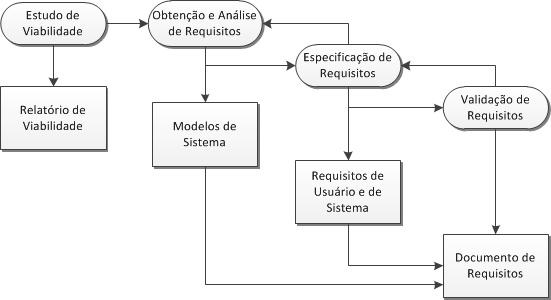 Estudo de
Viabilidade
Obtenção e Análise
de Requisitos
Especificação de
Requisitos
Validação de
Requisitos
Relatório de
Viabilidade
Modelos de
Sistema
Requisitos de
Usuário e de
Sistema
Documento de
Requisitos